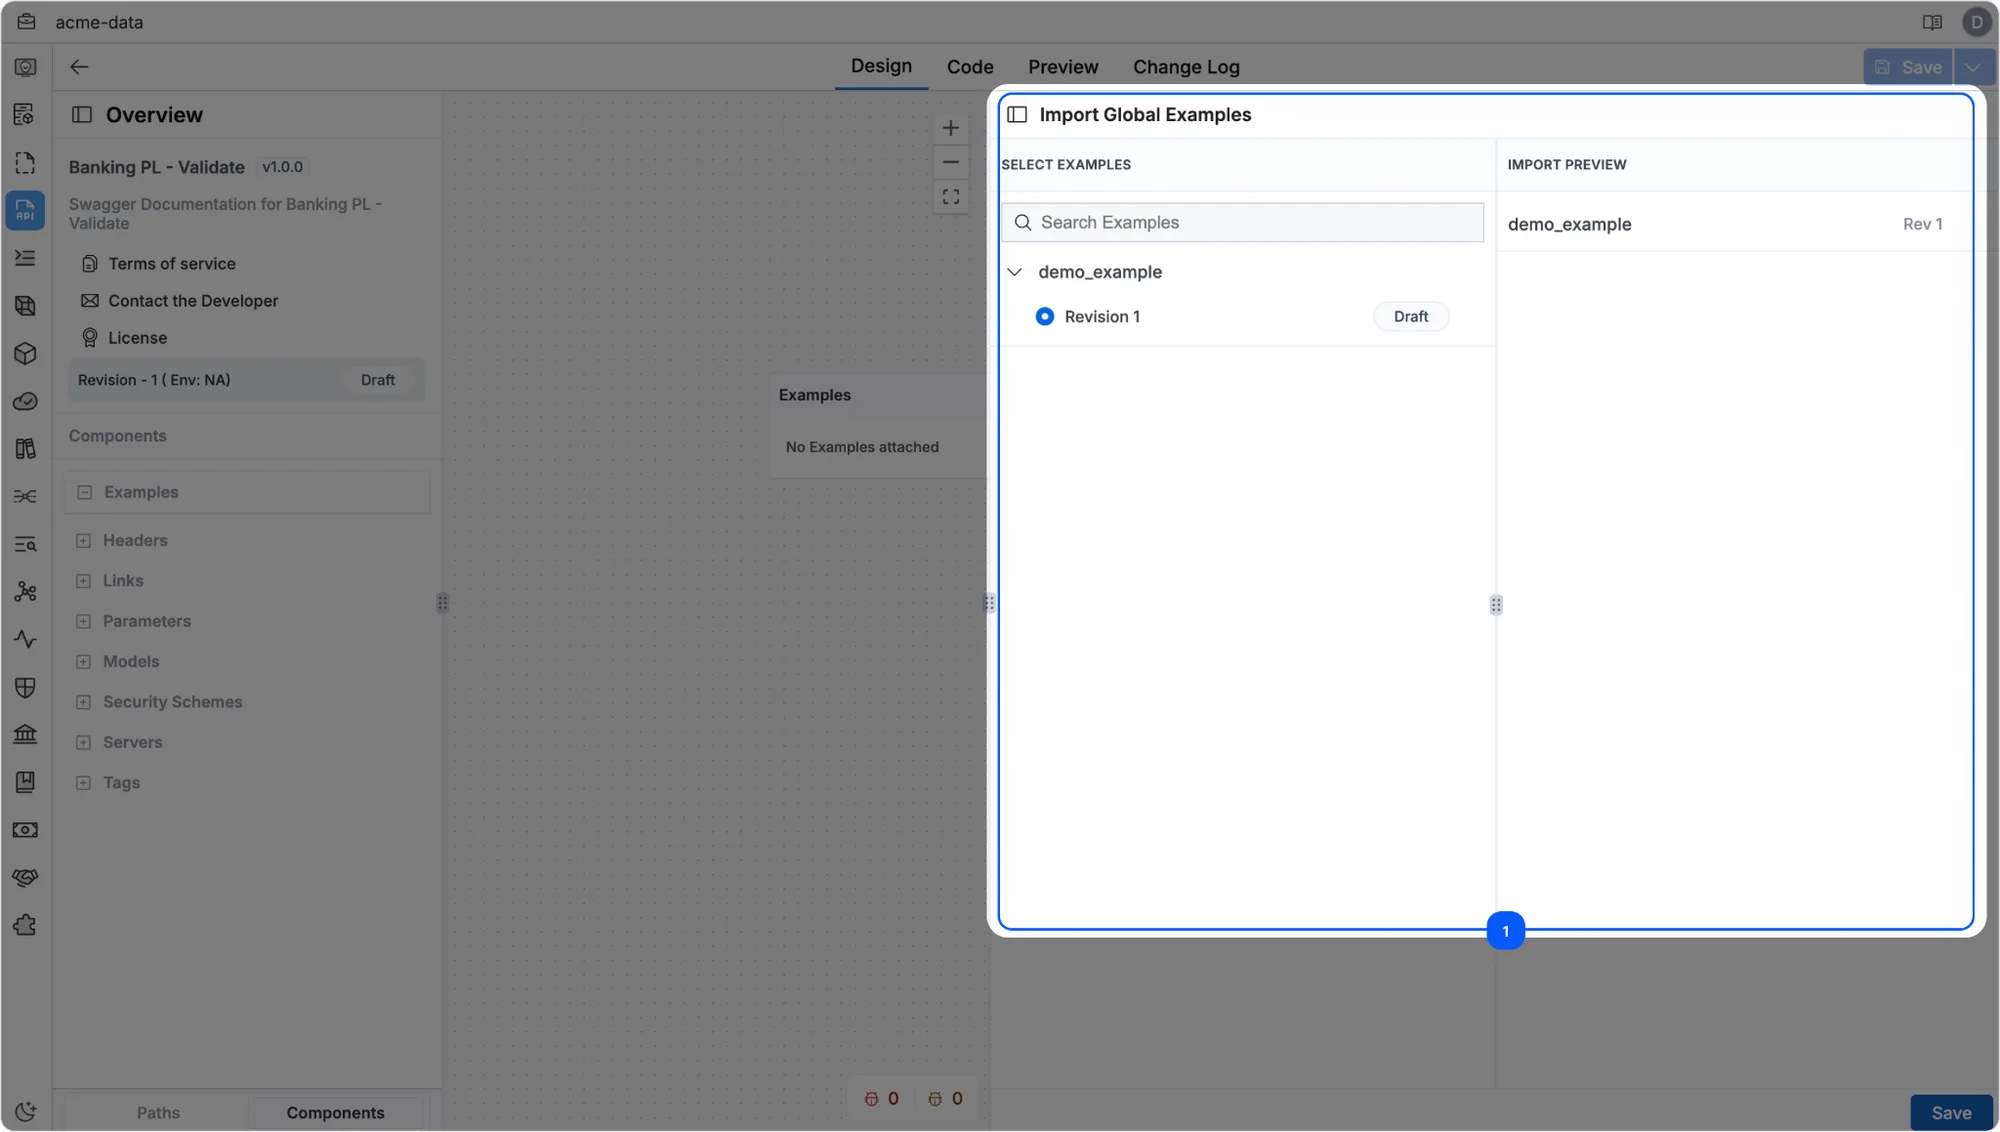 acme-data
D
Design
Code
Preview
Change Log
Save
Overview
Banking PL - Validate v1.0.0
Swagger Documentation for Banking PL -
Validate
Terms of service
Contact the Developer
License
Revision - 1 ( Env: NA) Draft
Components
Examples
Headers
Links
Parameters
Models
Security Schemes
Servers
Tags
Paths
Components
API
Examples
No Examples attached
0
0
Import Global Examples
SELECT EXAMPLES
Search Examples
demo_example
Revision 1 Draft
IMPORT PREVIEW
demo_example Rev 1
1
Save